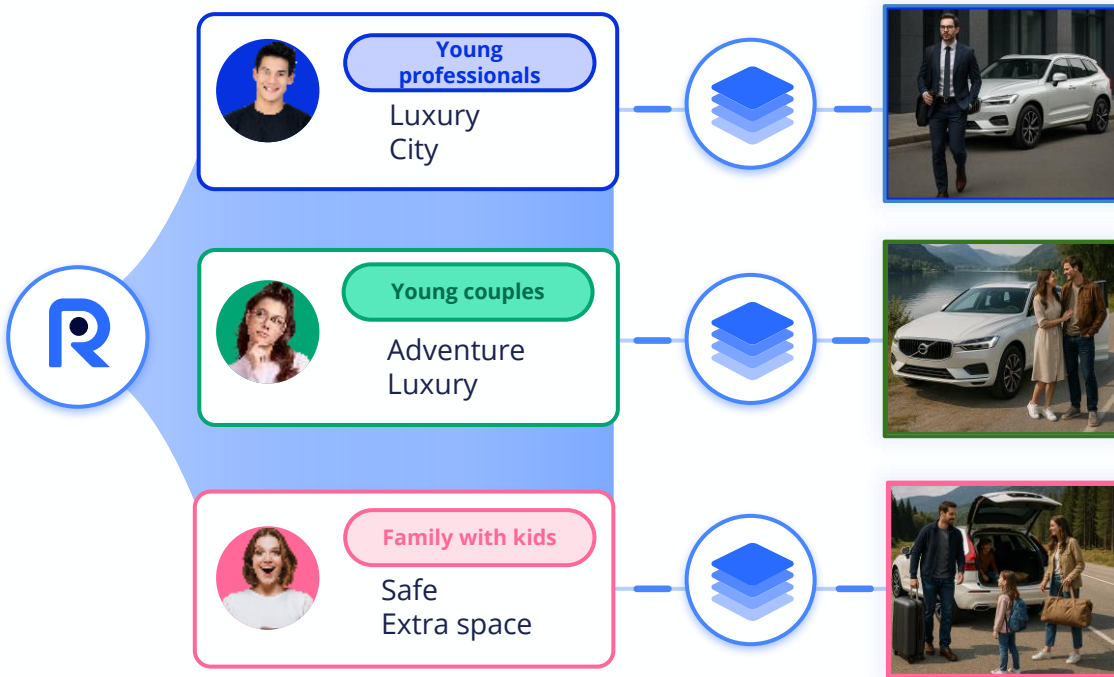 Young
professionals
Luxury
City
Young couples
Adventure
Luxury
Family with kids
Safe
Extra space